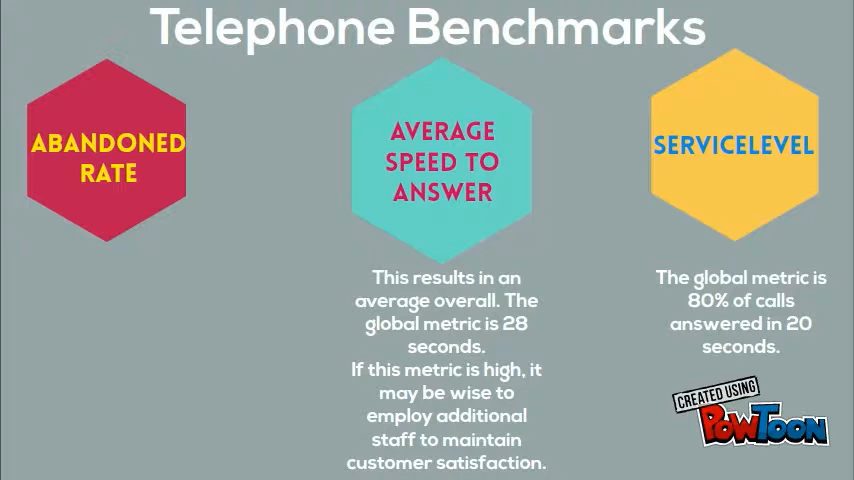 Telephone Benchmarks
ABANDONED
RATE
AVERAGE
SPEED TO
ANSWER
This results in an
average overall. The
global metric is 28
seconds.
If this metric is high, it
may be wise to
employ additional
staff to maintain
customer satisfaction.
SERVICELEVEL
The global metric is
80% of calls
answered in 20
seconds.
CREATED USING
POWTOON